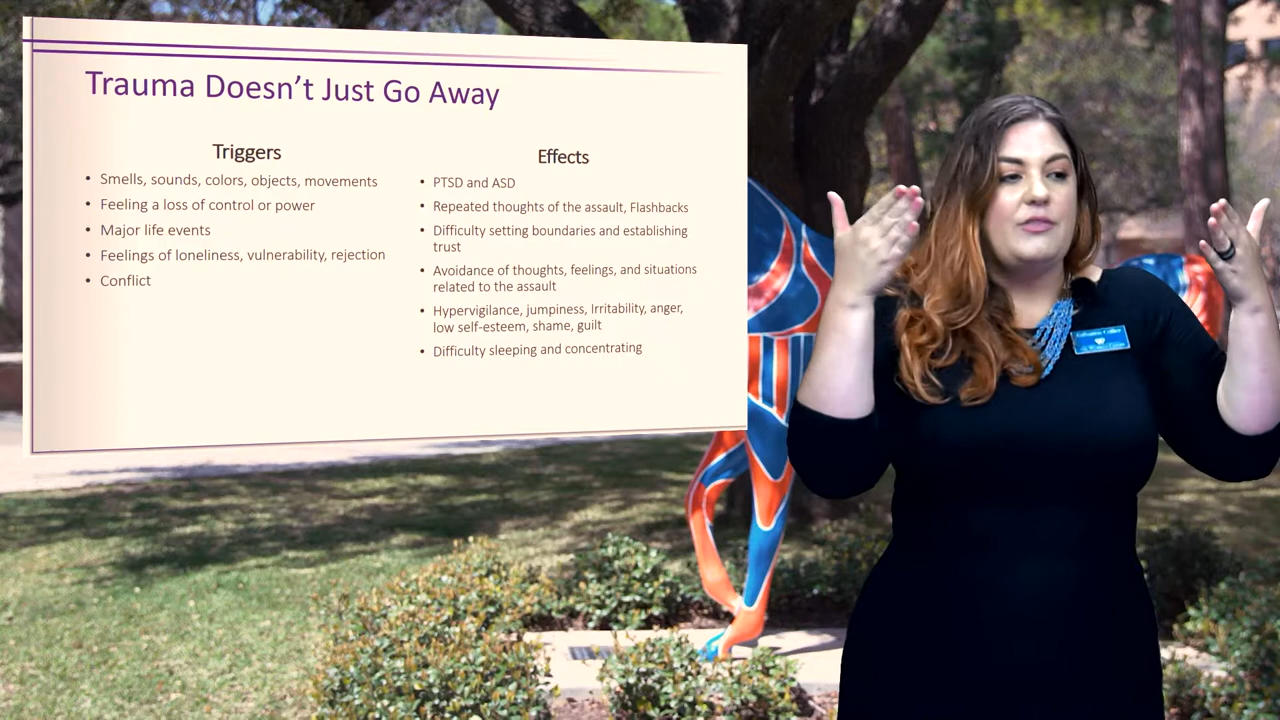 Trauma Doesn’t Just Go Away
Triggers
• Smells, sounds, colors, objects, movements
• Feeling a loss of control or power
• Major life events
• Feelings of loneliness, vulnerability, rejection
• Conflict
Effects
• PTSD and ASD
• Repeated thoughts of the assault, Flashbacks
• Difficulty setting boundaries and establishing
trust
• Avoidance of thoughts, feelings, and situations
related to the assault
• Hypervigilance, jumpiness, Irritability, anger,
low self-esteem, shame, guilt
• Difficulty sleeping and concentrating